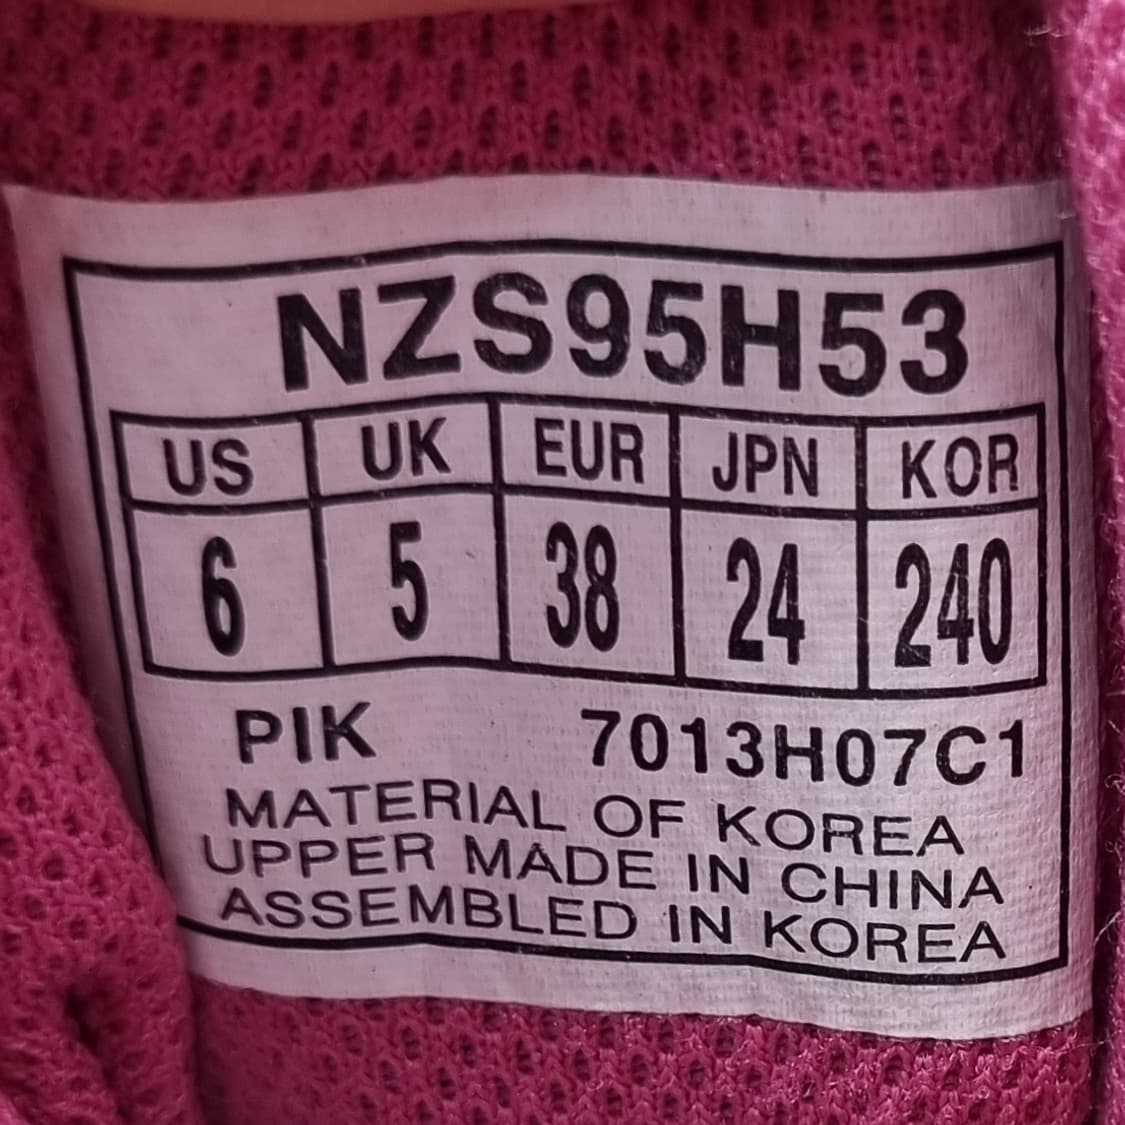 NZS95H53
US UK EUR JPN KOR
6 5 38 24 240
PIK 7013H07C1
MATERIAL OF KOREA
UPPER MADE IN CHINA
ASSEMBLED IN KOREA